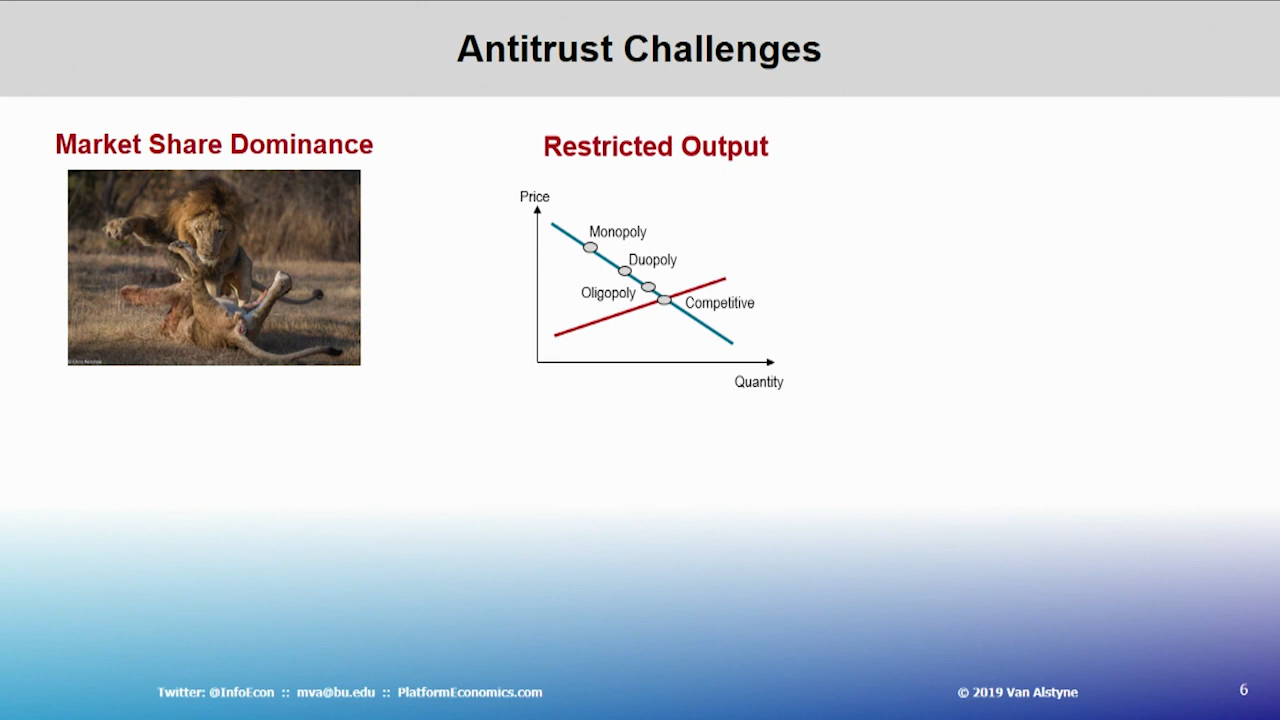 Antitrust Challenges
Market Share Dominance
Restricted Output
Price
Monopoly
Duopoly
Oligopoly
Competitive
Quantity
Twitter: @InfoEcon :: mva@bu.edu :: PlatformEconomics.com
© 2019 Van Alstyne
6